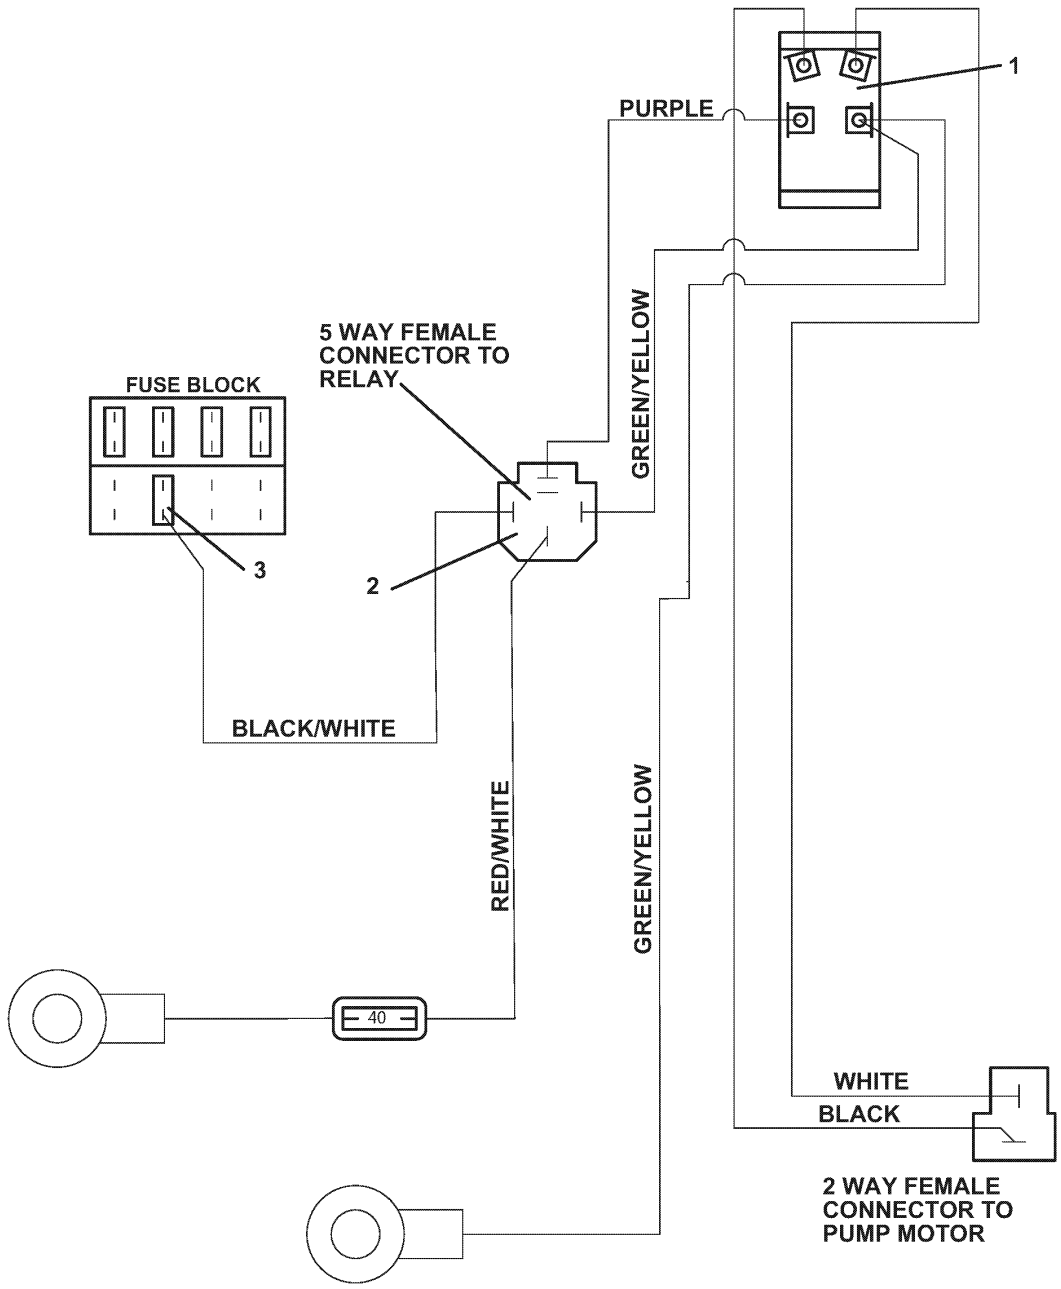 1
PURPLE
5 WAY FEMALE
CONNECTOR TO
RELAY
GREEN/YELLOW
FUSE BLOCK
3
2
BLACK/WHITE
RED/WHITE
GREEN/YELLOW
40
WHITE
BLACK
2 WAY FEMALE
CONNECTOR TO
PUMP MOTOR